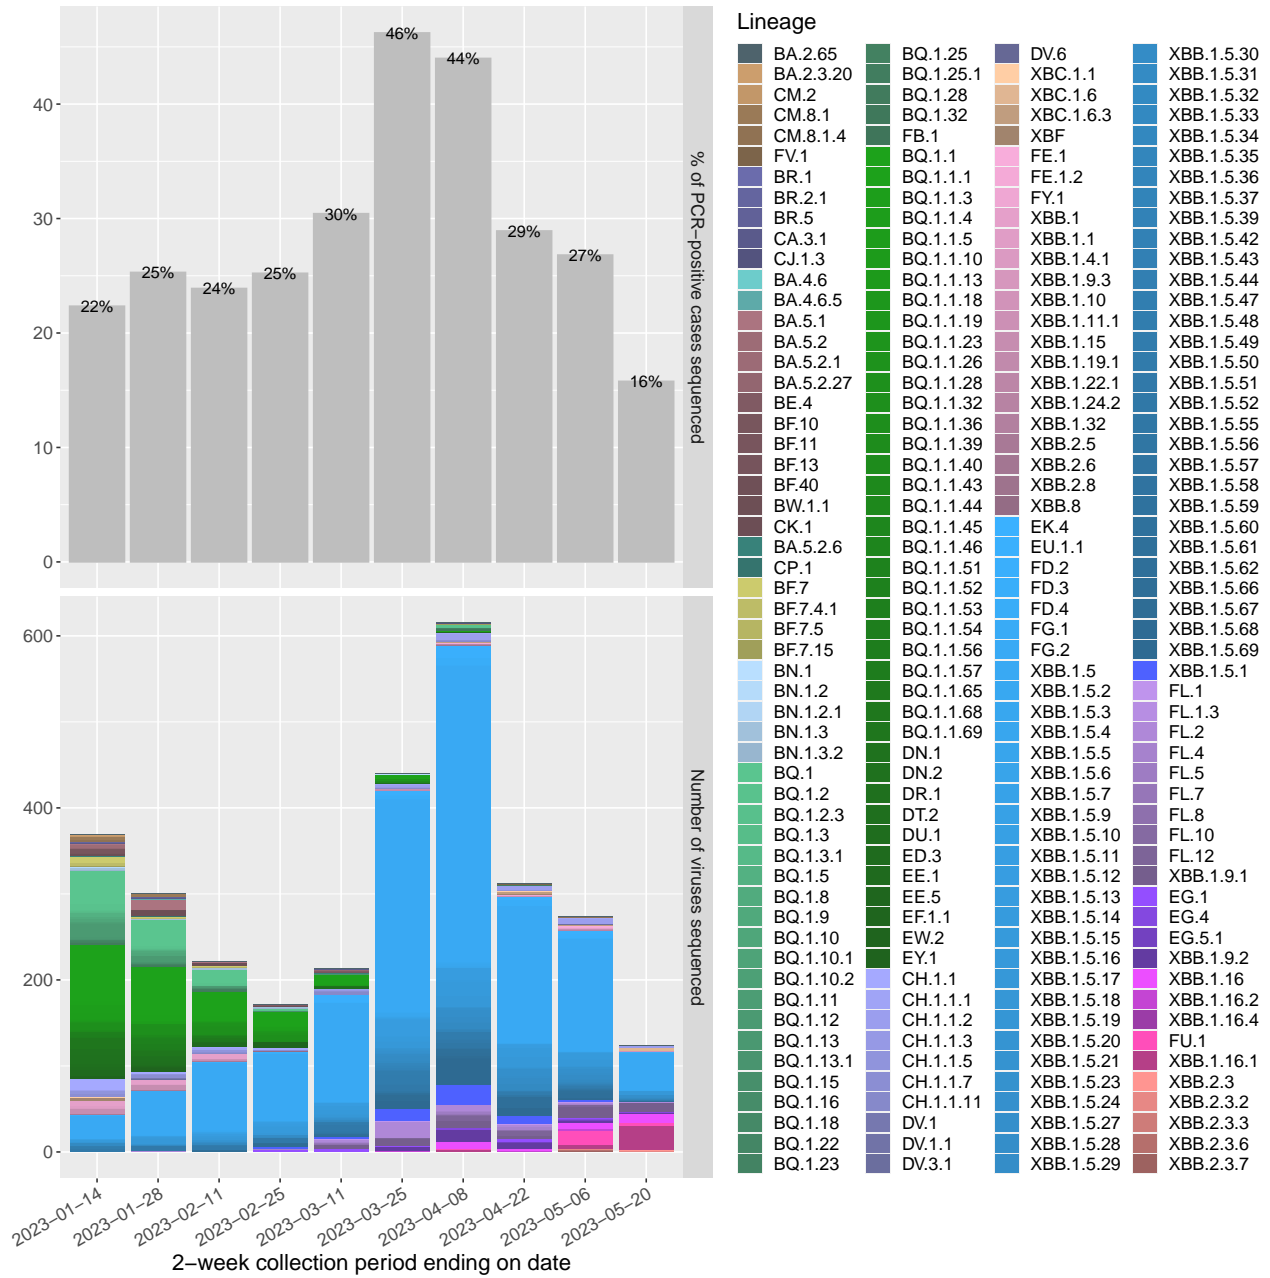 46%
44%
30%
29%
27%
25%
24%
25%
22%
16%
40
30
20
10
0
% of PCR−positive cases sequenced
600
400
200
0
Number of viruses sequenced
2023−01−14
2023−01−28
2023−02−11
2023−02−25
2023−03−11
2023−03−25
2023−04−08
2023−04−22
2023−05−06
2023−05−20
2−week collection period ending on date
Lineage
BA.2.65
BA.2.3.20
CM.2
CM.8.1
CM.8.1.4
FV.1
BR.1
BR.2.1
BR.5
CA.3.1
CJ.1.3
BA.4.6
BA.4.6.5
BA.5.1
BA.5.2
BA.5.2.1
BA.5.2.27
BE.4
BF.10
BF.11
BF.13
BF.40
BW.1.1
CK.1
BA.5.2.6
CP.1
BF.7
BF.7.4.1
BF.7.5
BF.7.15
BN.1
BN.1.2
BN.1.2.1
BN.1.3
BN.1.3.2
BQ.1
BQ.1.2
BQ.1.2.3
BQ.1.3
BQ.1.3.1
BQ.1.5
BQ.1.8
BQ.1.9
BQ.1.10
BQ.1.10.1
BQ.1.10.2
BQ.1.11
BQ.1.12
BQ.1.13
BQ.1.13.1
BQ.1.15
BQ.1.16
BQ.1.18
BQ.1.22
BQ.1.23
BQ.1.25
BQ.1.25.1
BQ.1.28
BQ.1.32
FB.1
BQ.1.1
BQ.1.1.1
BQ.1.1.3
BQ.1.1.4
BQ.1.1.5
BQ.1.1.10
BQ.1.1.13
BQ.1.1.18
BQ.1.1.19
BQ.1.1.23
BQ.1.1.26
BQ.1.1.28
BQ.1.1.32
BQ.1.1.36
BQ.1.1.39
BQ.1.1.40
BQ.1.1.43
BQ.1.1.44
BQ.1.1.45
BQ.1.1.46
BQ.1.1.51
BQ.1.1.52
BQ.1.1.53
BQ.1.1.54
BQ.1.1.56
BQ.1.1.57
BQ.1.1.65
BQ.1.1.68
BQ.1.1.69
DN.1
DN.2
DR.1
DT.2
DU.1
ED.3
EE.1
EE.5
EF.1.1
EW.2
EY.1
CH.1.1
CH.1.1.1
CH.1.1.2
CH.1.1.3
CH.1.1.5
CH.1.1.7
CH.1.1.11
DV.1
DV.1.1
DV.3.1
DV.6
XBC.1.1
XBC.1.6
XBC.1.6.3
XBF
FE.1
FE.1.2
FY.1
XBB.1
XBB.1.1
XBB.1.4.1
XBB.1.9.3
XBB.1.10
XBB.1.11.1
XBB.1.15
XBB.1.19.1
XBB.1.22.1
XBB.1.24.2
XBB.1.32
XBB.2.5
XBB.2.6
XBB.2.8
XBB.8
EK.4
EU.1.1
FD.2
FD.3
FD.4
FG.1
FG.2
XBB.1.5
XBB.1.5.2
XBB.1.5.3
XBB.1.5.4
XBB.1.5.5
XBB.1.5.6
XBB.1.5.7
XBB.1.5.9
XBB.1.5.10
XBB.1.5.11
XBB.1.5.12
XBB.1.5.13
XBB.1.5.14
XBB.1.5.15
XBB.1.5.16
XBB.1.5.17
XBB.1.5.18
XBB.1.5.19
XBB.1.5.20
XBB.1.5.21
XBB.1.5.23
XBB.1.5.24
XBB.1.5.27
XBB.1.5.28
XBB.1.5.29
XBB.1.5.30
XBB.1.5.31
XBB.1.5.32
XBB.1.5.33
XBB.1.5.34
XBB.1.5.35
XBB.1.5.36
XBB.1.5.37
XBB.1.5.39
XBB.1.5.42
XBB.1.5.43
XBB.1.5.44
XBB.1.5.47
XBB.1.5.48
XBB.1.5.49
XBB.1.5.50
XBB.1.5.51
XBB.1.5.52
XBB.1.5.55
XBB.1.5.56
XBB.1.5.57
XBB.1.5.58
XBB.1.5.59
XBB.1.5.60
XBB.1.5.61
XBB.1.5.62
XBB.1.5.66
XBB.1.5.67
XBB.1.5.68
XBB.1.5.69
XBB.1.5.1
FL.1
FL.1.3
FL.2
FL.4
FL.5
FL.7
FL.8
FL.10
FL.12
XBB.1.9.1
EG.1
EG.4
EG.5.1
XBB.1.9.2
XBB.1.16
XBB.1.16.2
XBB.1.16.4
FU.1
XBB.1.16.1
XBB.2.3
XBB.2.3.2
XBB.2.3.3
XBB.2.3.6
XBB.2.3.7